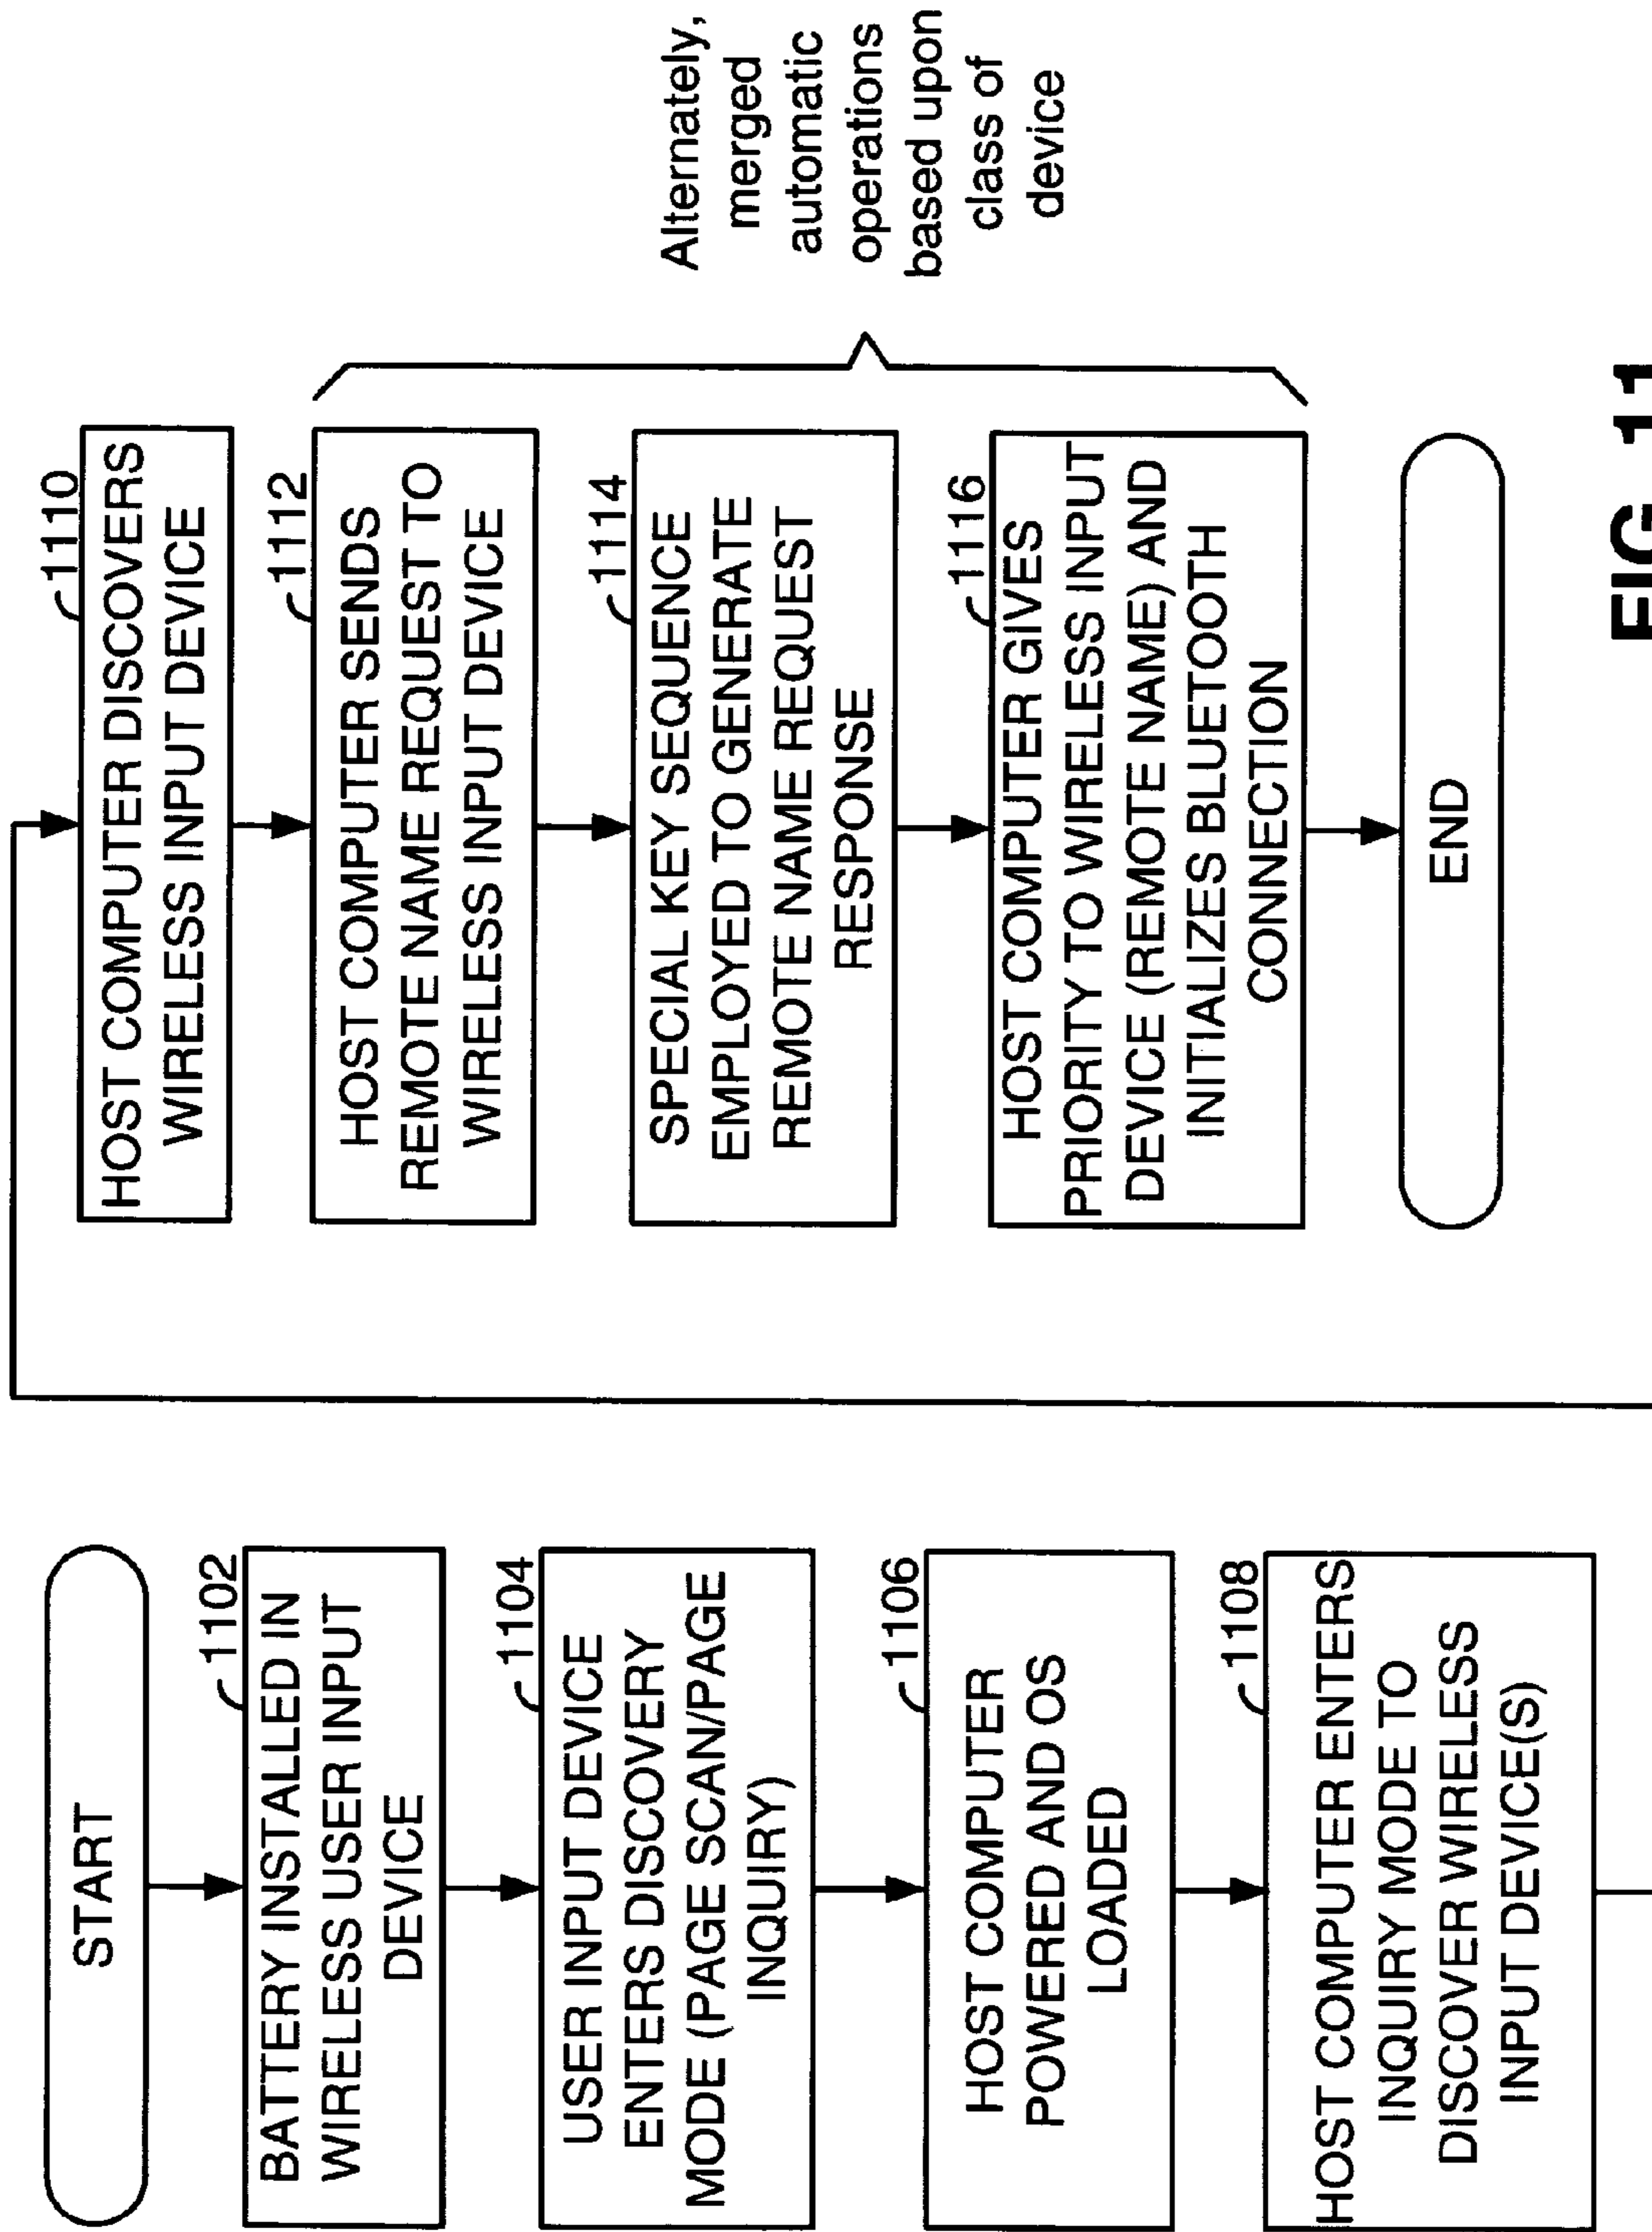 START
1102
BATTERY INSTALLED IN
WIRELESS USER INPUT
DEVICE
1104
USER INPUT DEVICE
ENTERS DISCOVERY
MODE (PAGE SCAN/PAGE
INQUIRY)
1106
HOST COMPUTER
POWERED AND OS
LOADED
1108
HOST COMPUTER ENTERS
INQUIRY MODE TO
DISCOVER WIRELESS
INPUT DEVICE(S)
1110
HOST COMPUTER DISCOVERS
WIRELESS INPUT DEVICE
1112
HOST COMPUTER SENDS
REMOTE NAME REQUEST TO
WIRELESS INPUT DEVICE
1114
SPECIAL KEY SEQUENCE
EMPLOYED TO GENERATE
REMOTE NAME REQUEST
RESPONSE
1116
HOST COMPUTER GIVES
PRIORITY TO WIRELESS INPUT
DEVICE (REMOTE NAME) AND
INITIALIZES BLUETOOTH
CONNECTION
END
Alternately,
merged
automatic
operations
based upon
class of
device
FIG. 11